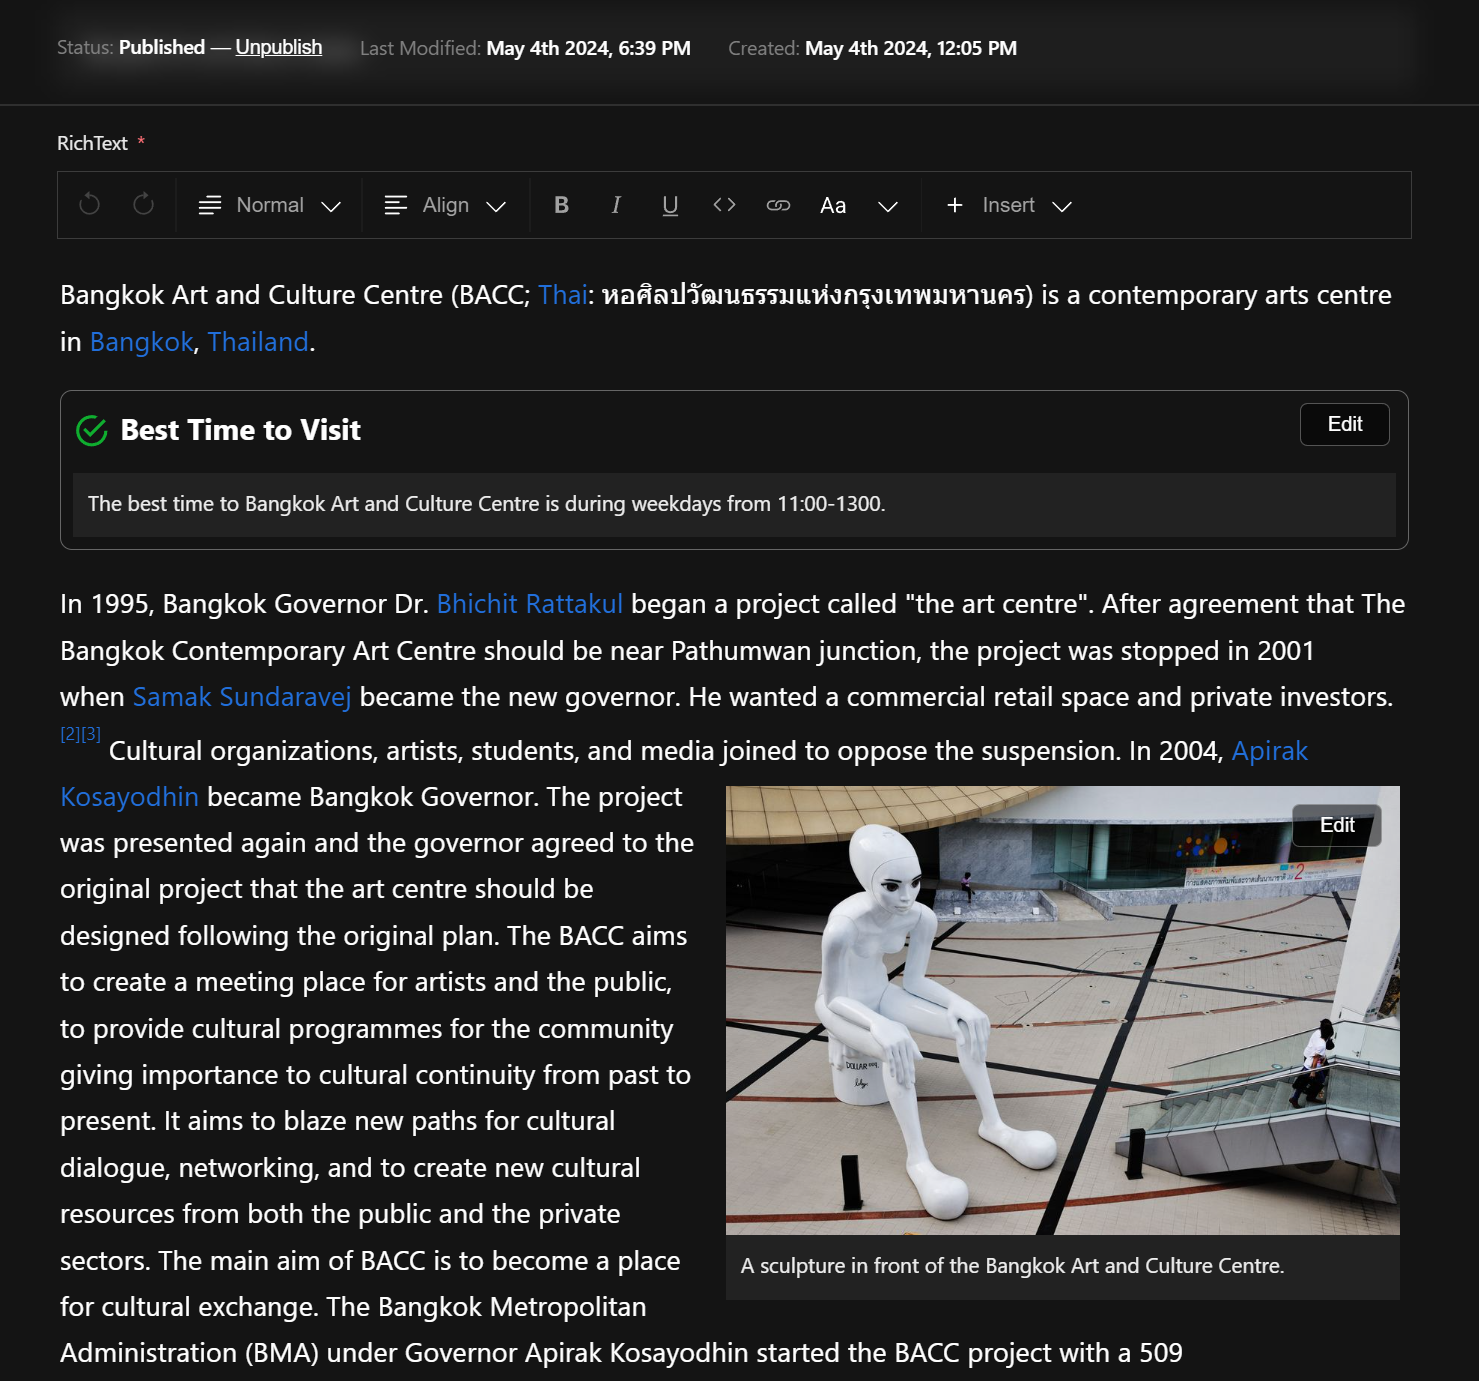 Status: Published — Unpublish Last Modified: May 4th 2024, 6:39 PM Created: May 4th 2024, 12:05 PM
RichText *
Normal Align B I U <> Aa + Insert
Bangkok Art and Culture Centre (BACC; Thai: หอศิลปวัฒนธรรมแห่งกรุงเทพมหานคร) is a contemporary arts centre
in Bangkok, Thailand.
Best Time to Visit
Edit
The best time to Bangkok Art and Culture Centre is during weekdays from 11:00-1300.
In 1995, Bangkok Governor Dr. Bhichit Rattakul began a project called "the art centre". After agreement that The
Bangkok Contemporary Art Centre should be near Pathumwan junction, the project was stopped in 2001
when Samak Sundaravej became the new governor. He wanted a commercial retail space and private investors.
[2][3] Cultural organizations, artists, students, and media joined to oppose the suspension. In 2004, Apirak
Kosayodhin became Bangkok Governor. The project
was presented again and the governor agreed to the
original project that the art centre should be
designed following the original plan. The BACC aims
to create a meeting place for artists and the public,
to provide cultural programmes for the community
giving importance to cultural continuity from past to
present. It aims to blaze new paths for cultural
dialogue, networking, and to create new cultural
resources from both the public and the private
sectors. The main aim of BACC is to become a place
for cultural exchange. The Bangkok Metropolitan
Administration (BMA) under Governor Apirak Kosayodhin started the BACC project with a 509
Edit
2
DOLLAR
A sculpture in front of the Bangkok Art and Culture Centre.